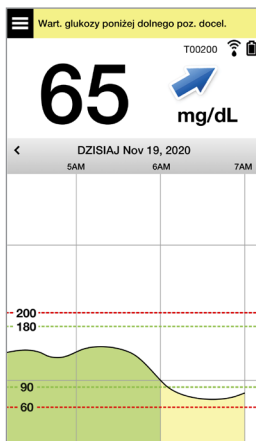 Wart. glukozy poniżej dolnego poz. docel.
T00200
65
mg/dL
DZISIAJ Nov 19, 2020
5AM 6AM 7AM
200
180
90
60